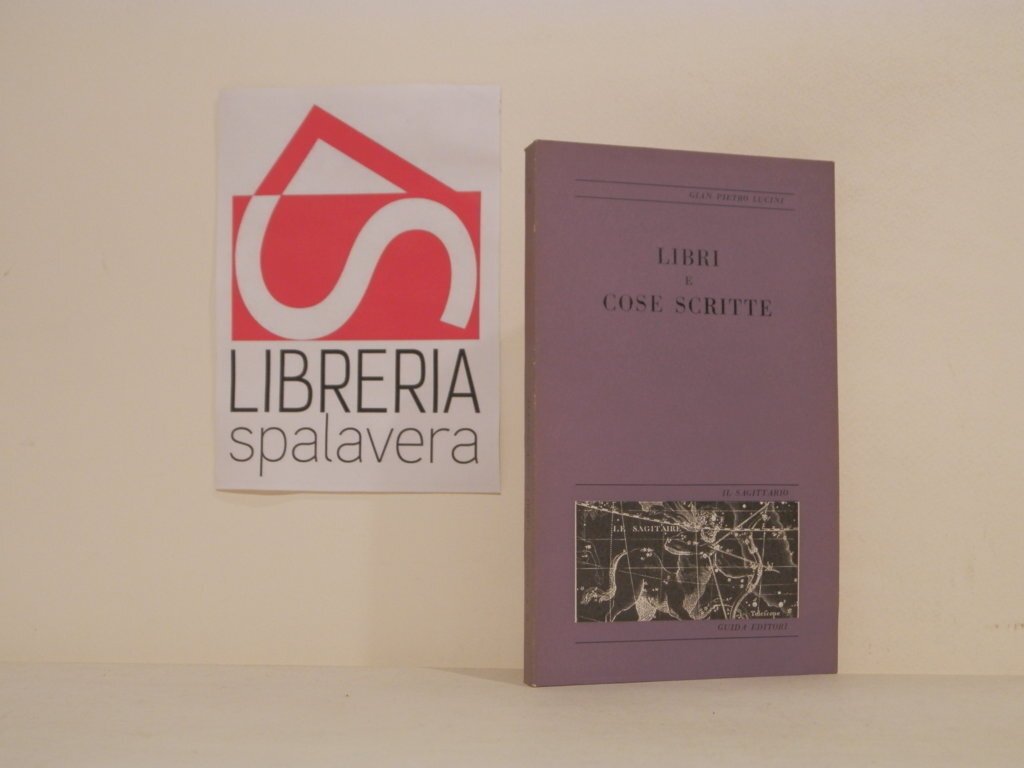 LIBRERIA
spalavera
GIAN PIETRO LUCINI
LIBRI
E
COSE SCRITTE
IL SAGITTARIO
LE SAGITAIRE
Telescope
GUIDA EDITORI